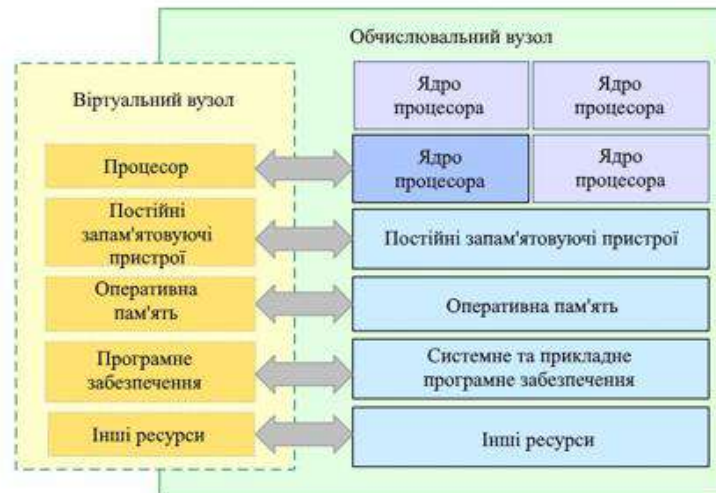 Обчислювальний вузол
Віртуальний вузол
Ядро
процесора
Ядро
процесора
Процесор
Ядро
процесора
Ядро
процесора
Постійні
запам'ятовуючі
пристрої
Постійні запам'ятовуючі пристрої
Оперативна
пам'ять
Оперативна пам'ять
Програмне
забезпечення
Системне та прикладне
програмне забезпечення
Інші ресурси
Інші ресурси